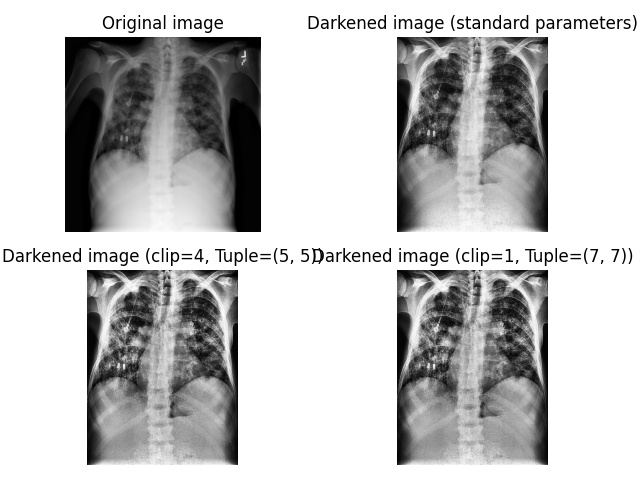 Original image
Darkened image (standard parameters)
Darkened image (clip=4, Tuple=(5, 5))
Darkened image (clip=1, Tuple=(7, 7))